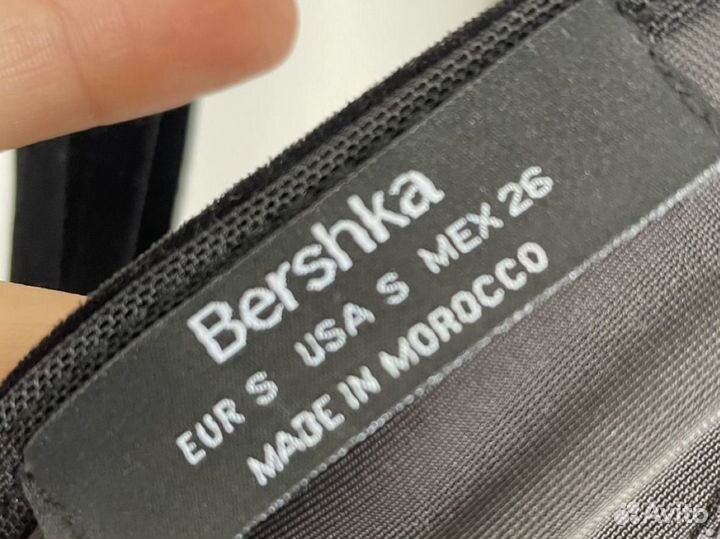 Bershka
EUR S USA S MEX 26
MADE IN MOROCCO
Avito